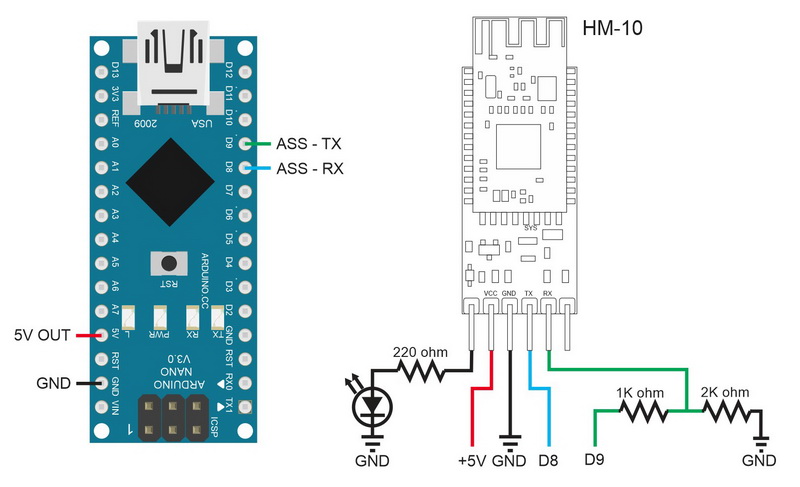 HM-10
D13
3V3
REF
A0
A1
A2
A3
A4
A5
A6
A7
5V
RST
GND
VIN
2009
USA
D12
D11
D10
D9
D8
D7
D6
D5
D4
D3
D2
GND
RST
RX0
TX1
ASS - TX
ASS - RX
RST
ARDUINO.CC
L
PWR
RX
TX
ARDUINO
NANO
V3.0
1
ICSP
5V OUT
GND
SYS
VCC GND TX RX
220 ohm
1K ohm
2K ohm
GND
+5V GND D8
D9
GND